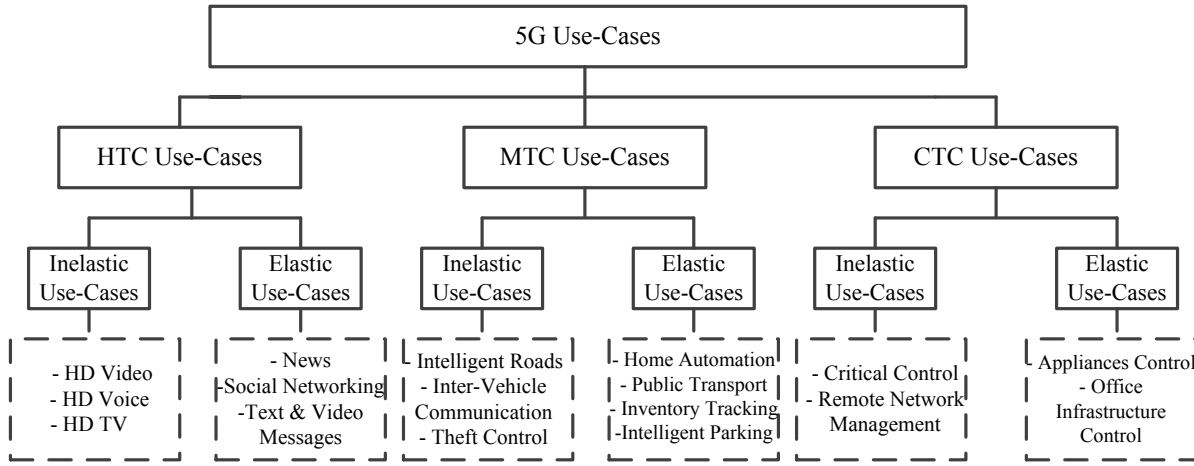 5G Use-Cases
HTC Use-Cases
MTC Use-Cases
CTC Use-Cases
Inelastic
Use-Cases
Elastic
Use-Cases
Inelastic
Use-Cases
Elastic
Use-Cases
Inelastic
Use-Cases
Elastic
Use-Cases
- HD Video
- HD Voice
- HD TV
- News
-Social Networking
-Text & Video
Messages
- Intelligent Roads
- Inter-Vehicle
Communication
- Theft Control
- Home Automation
- Public Transport
- Inventory Tracking
-Intelligent Parking
- Critical Control
- Remote Network
Management
- Appliances Control
- Office
Infrastructure
Control